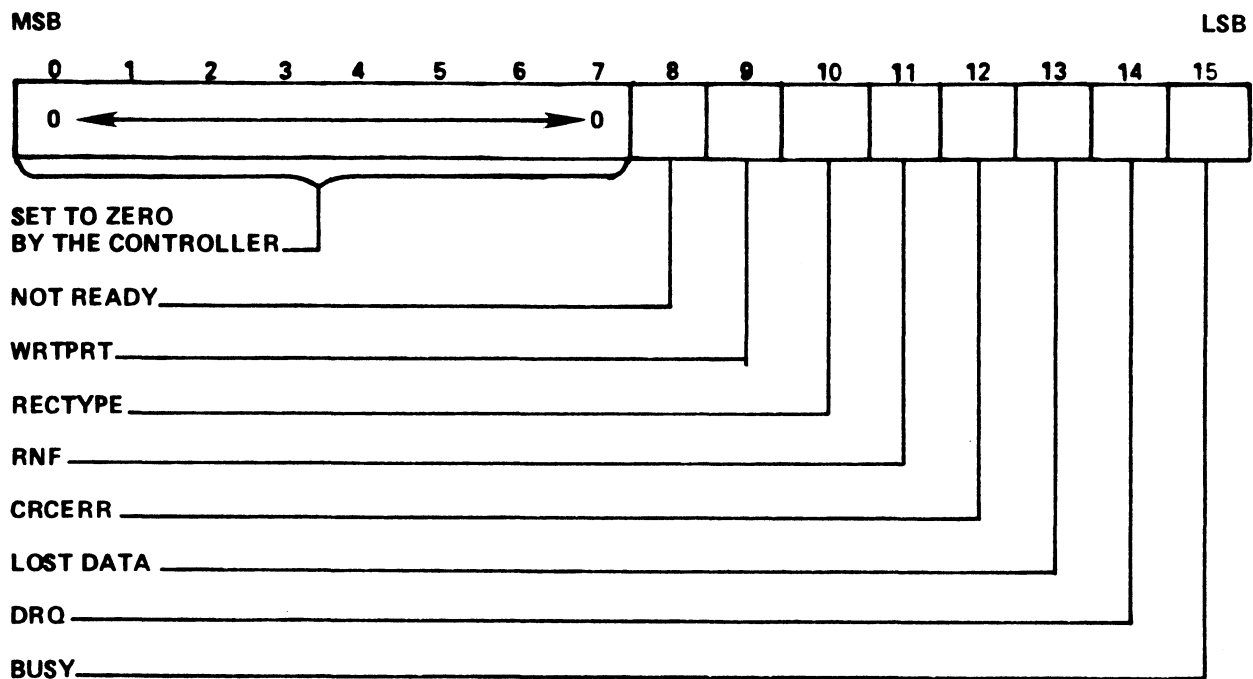 MSB LSB
0 1 2 3 4 5 6 7 8 9 10 11 12 13 14 15
0 0
SET TO ZERO
BY THE CONTROLLER
NOT READY
WRTPRT
RECTYPE
RNF
CRCERR
LOST DATA
DRQ
BUSY